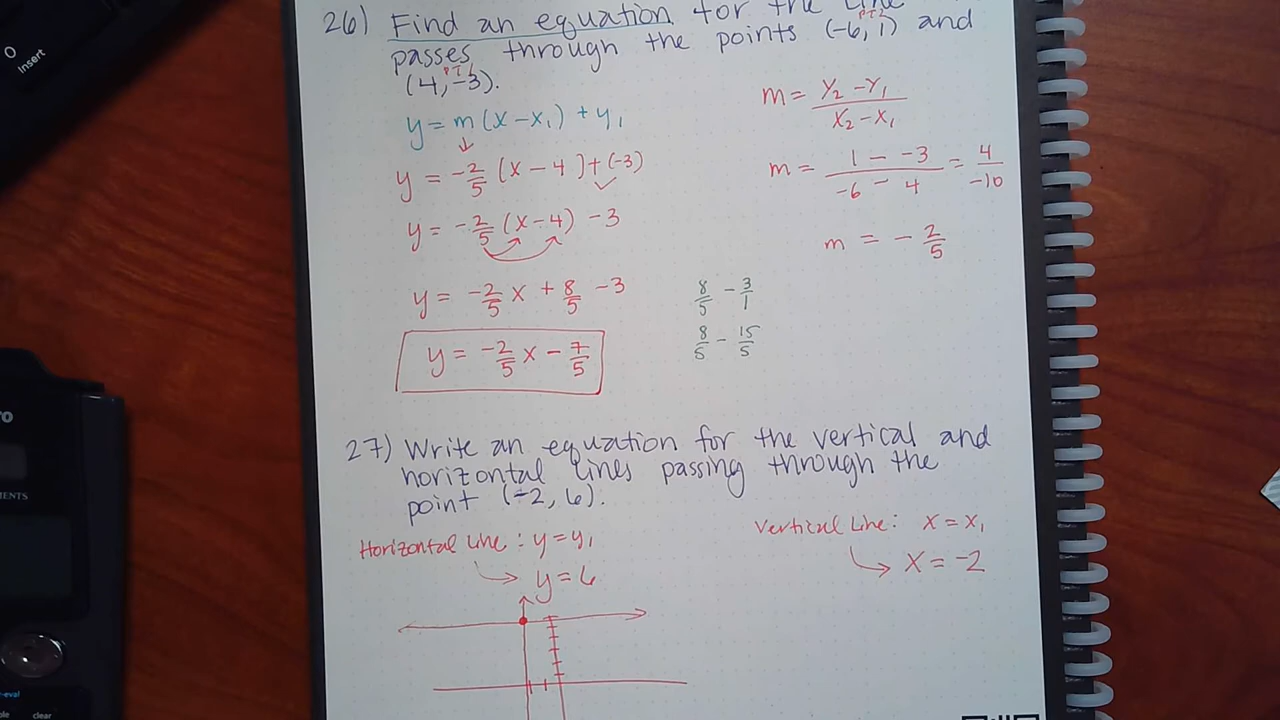 26) Find an equation for the line
passes through the points (-6, 1) and
(4, -3).
PT2
PT1
y = m(x - x₁) + y₁
y = -2/5 (x - 4) + (-3)
y = -2/5 (x - 4) - 3
y = -2/5 x + 8/5 - 3
y = -2/5 x - 7/5
m = Y₂ - Y₁ / X₂ - X₁
m = 1 - -3 / -6 - 4 = 4/-10
m = - 2/5
8/5 - 3/1
8/5 - 15/5
27) Write an equation for the vertical and
horizontal lines passing through the
point (-2, 6).
Horizontal Line: y = y₁
y = 6
Vertical Line: x = x₁
x = -2
O
Insert
clear